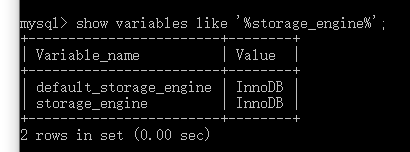 mysql> show variables like '%storage_engine%';
+------------------------+--------+
| Variable_name          | Value  |
+------------------------+--------+
| default_storage_engine | InnoDB |
| storage_engine         | InnoDB |
+------------------------+--------+
2 rows in set (0.00 sec)